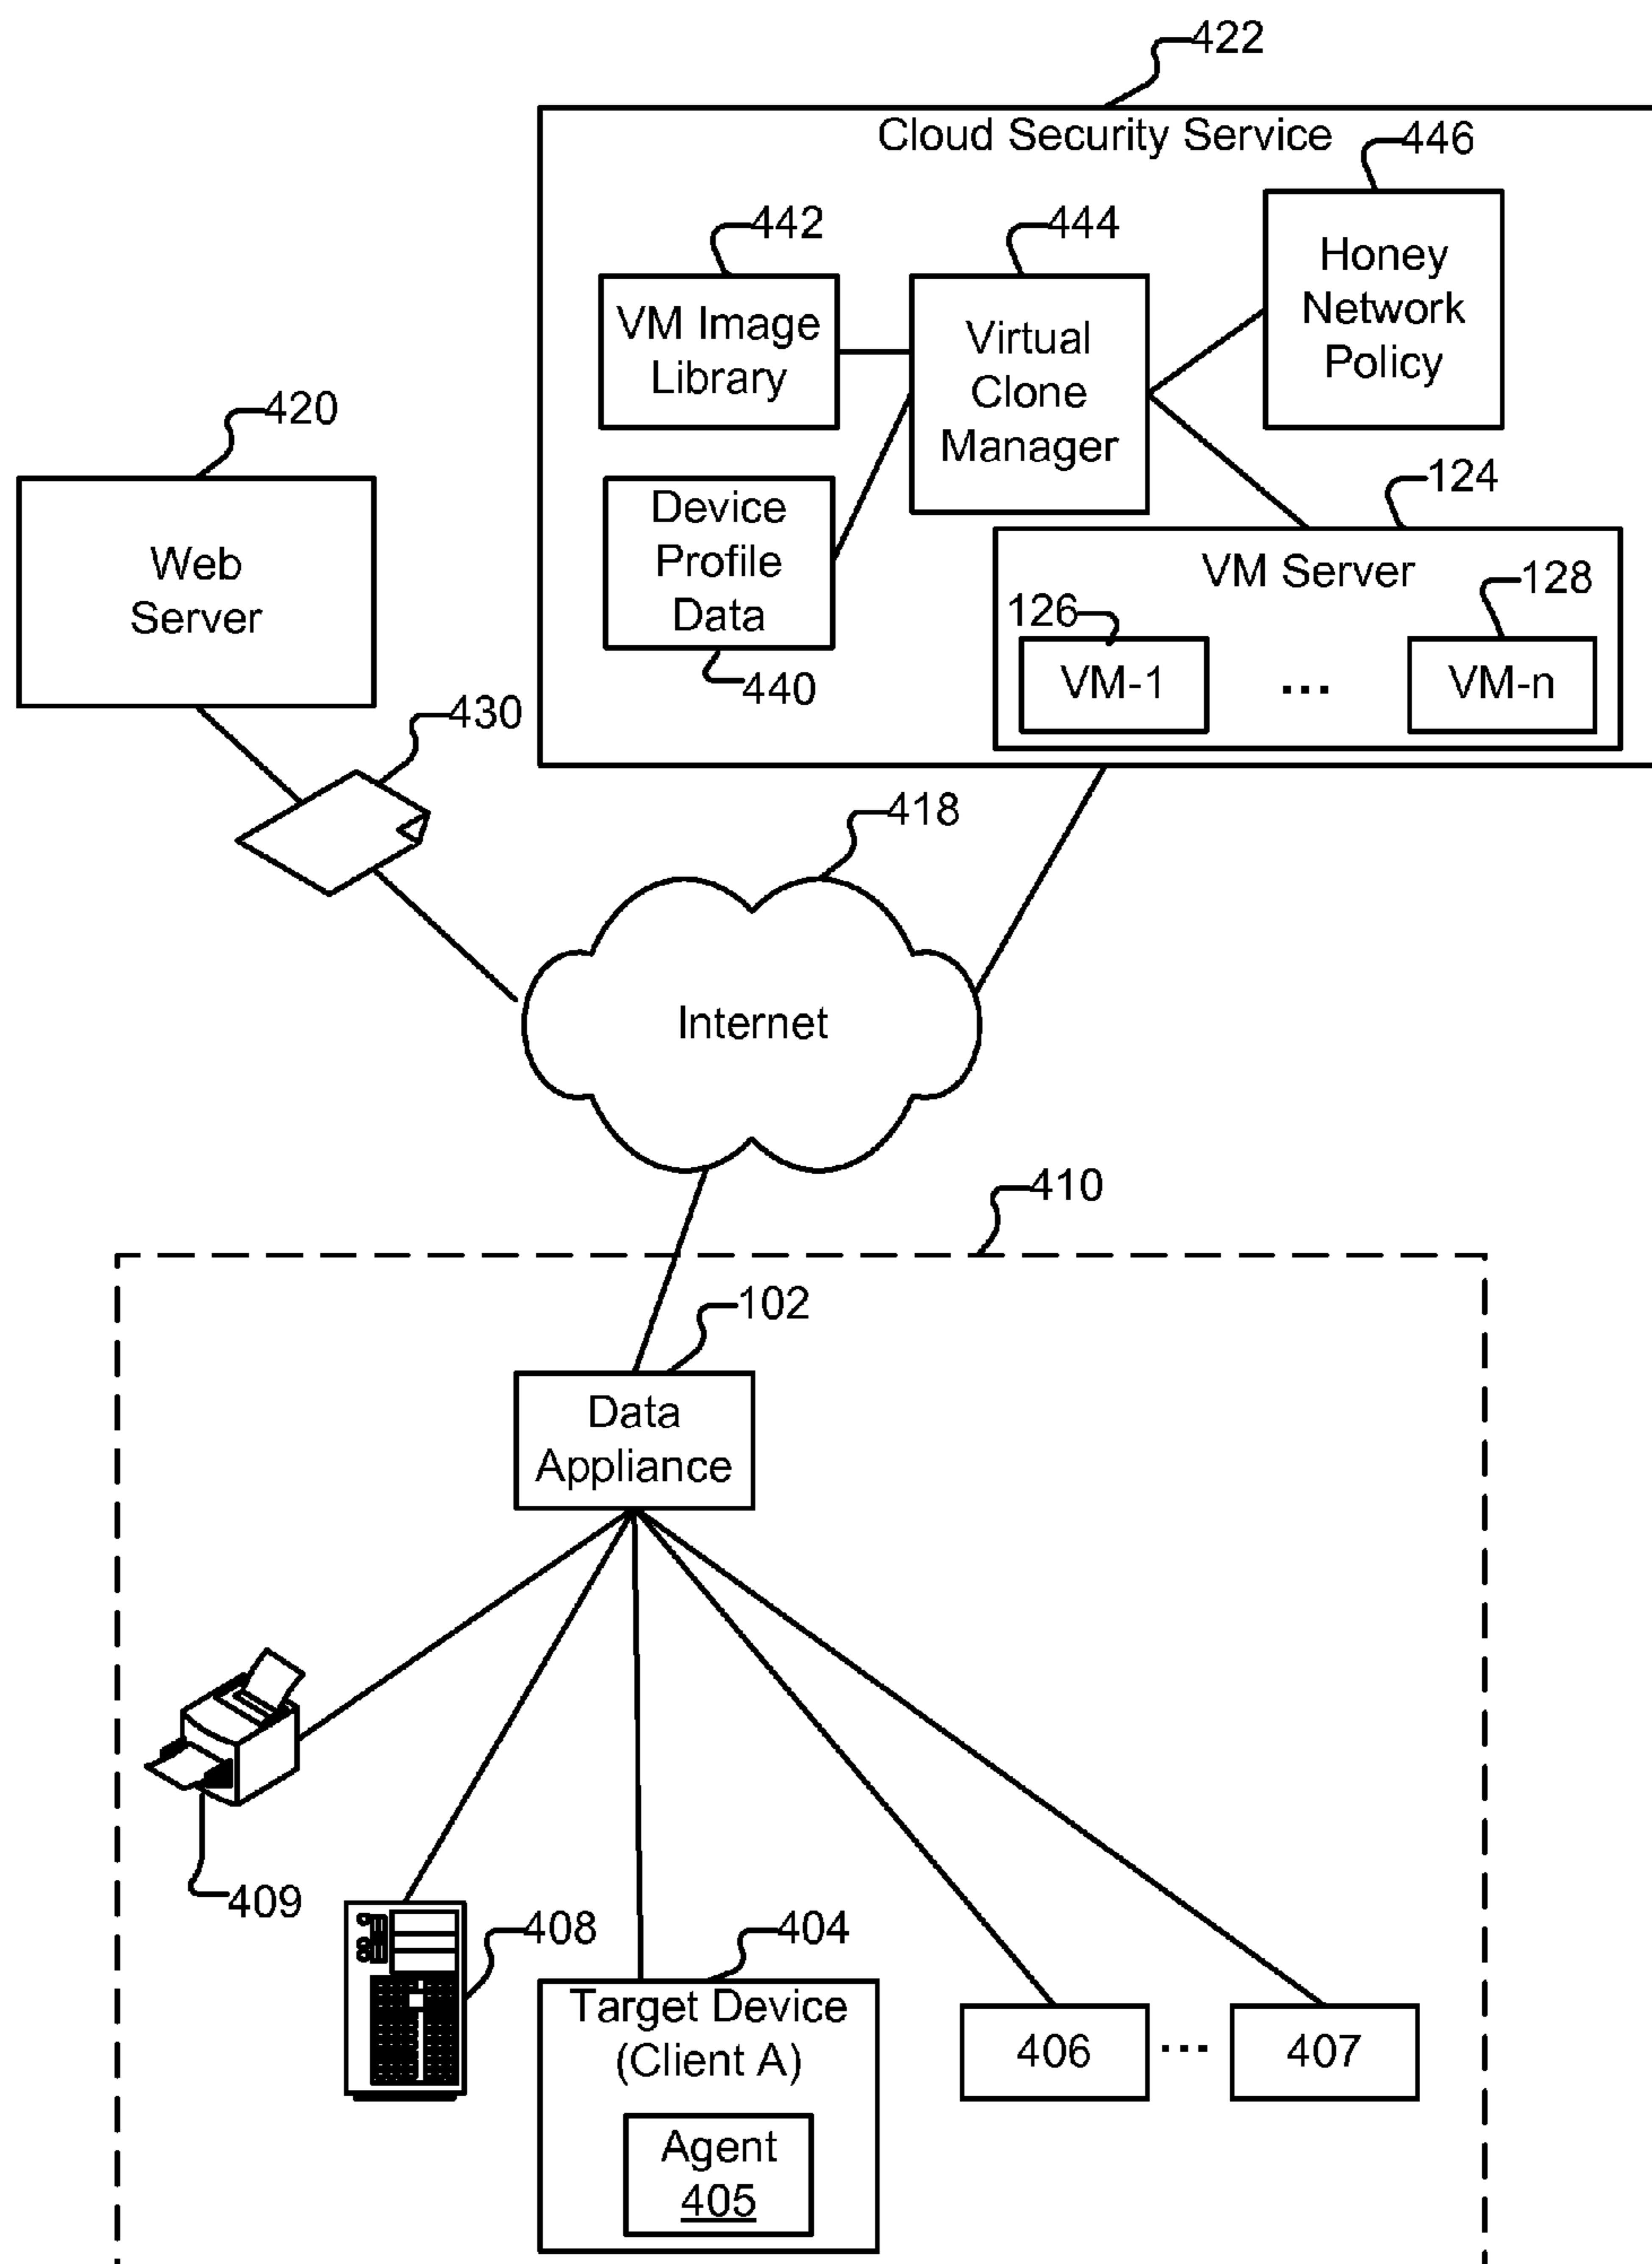 422
Cloud Security Service
446
442
444
Honey
Network
Policy
VM Image
Library
Virtual
Clone
Manager
420
124
Web
Server
Device
Profile
Data
VM Server
126
128
440
VM-1
...
VM-n
430
418
Internet
410
102
Data
Appliance
409
408
404
Target Device
(Client A)
406
...
407
Agent
405